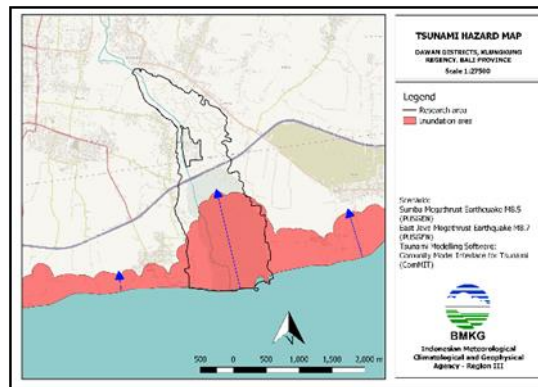 TSUNAMI HAZARD MAP
DAWAN DISTRICTS, KLUNGKUNG
REGENCY, BALI PROVINCE
Scale 1:27500
Legend
Research area
Inundation area
Scenario:
Sumba Megathrust Earthquake M8.5
(PUSGEN)
East Java Megathrust Earthquake M8.7
(PUSGEN)
Tsunami Modelling Software:
Comunity Model Interface for Tsunami
(ComMIT)
BMKG
Indonesian Meteorological
Climatological and Geophysical
Agency - Region III
500 0 500 1,000 1,500 2,000 m